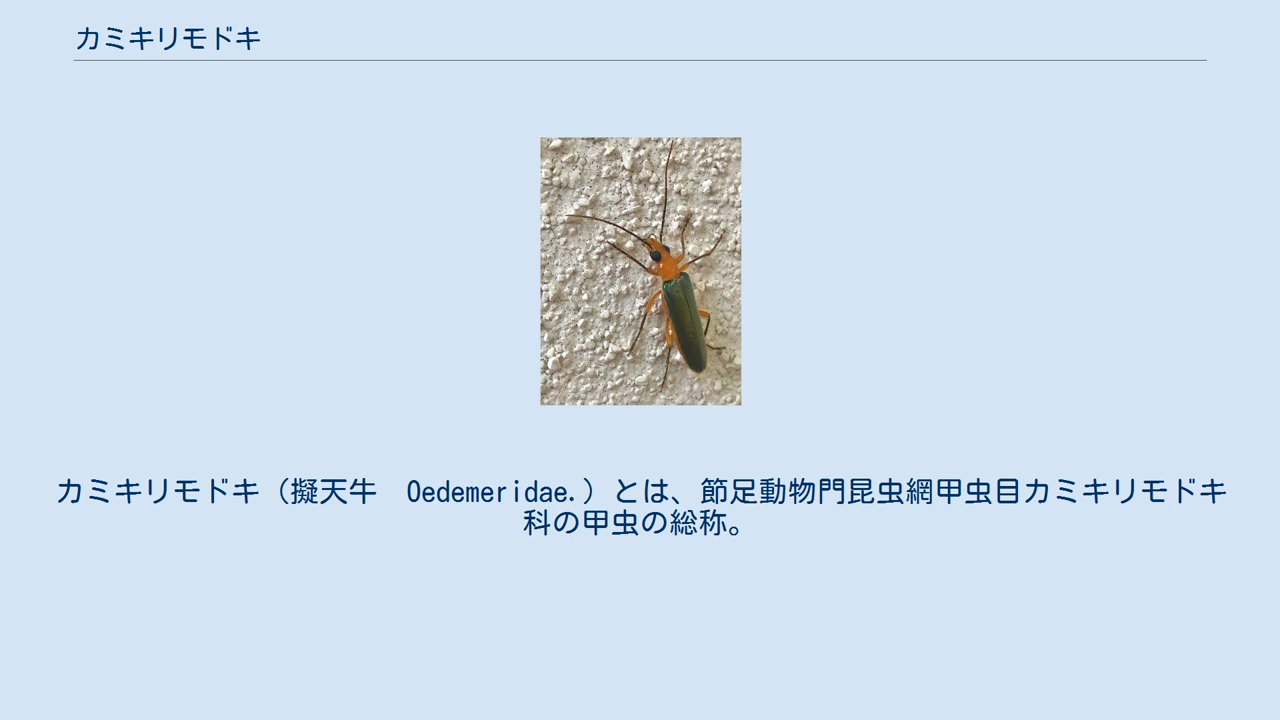 カミキリモドキ
カミキリモドキ（擬天牛　Oedemeridae.）とは、節足動物門昆虫網甲虫目カミキリモドキ
科の甲虫の総称。